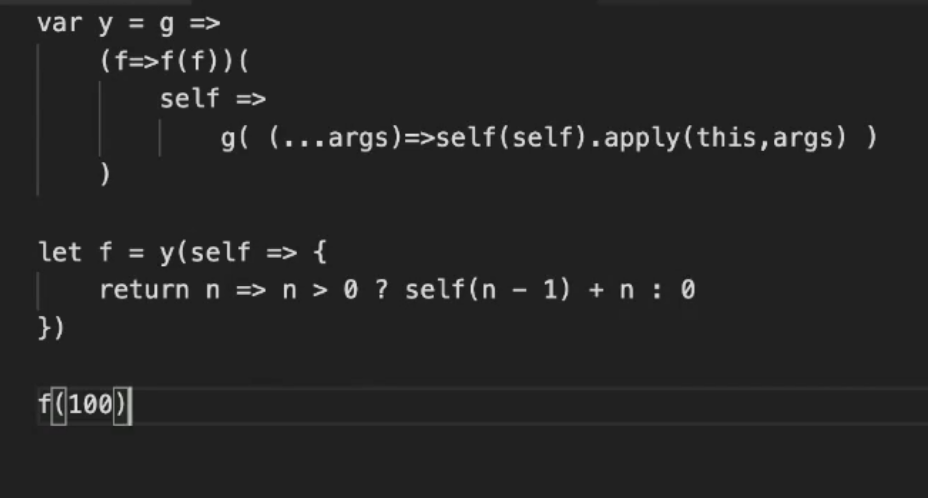 var y = g =>
    (f=>f(f))(
        self =>
            g( (...args)=>self(self).apply(this,args) )
    )

let f = y(self => {
    return n => n > 0 ? self(n - 1) + n : 0
})

f(100)